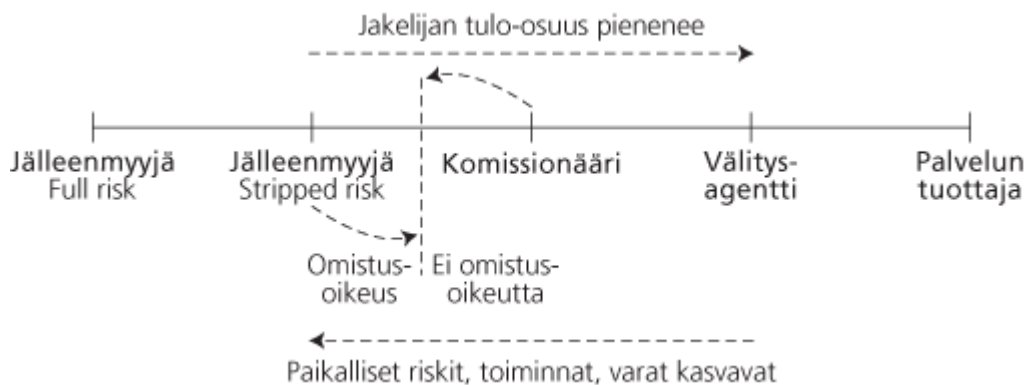 Jakelijan tulo-osuus pienenee
Jälleenmyyjä
Full risk
Jälleenmyyjä
Stripped risk
Komissionääri
Välitys-
agentti
Palvelun
tuottaja
Omistus-
oikeus
Ei omistus-
oikeutta
Paikalliset riskit, toiminnat, varat kasvavat